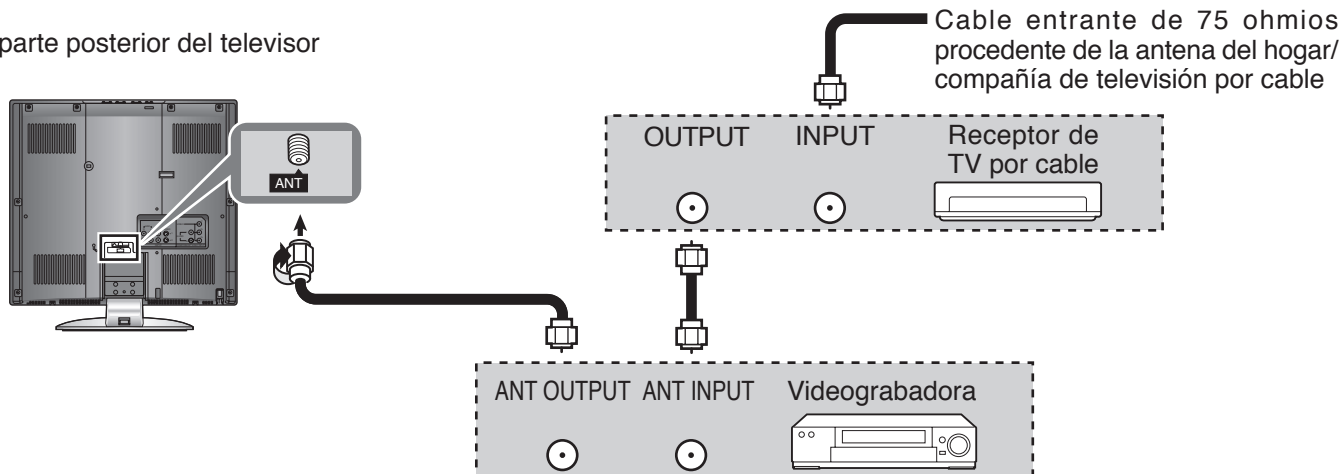 Cable entrante de 75 ohmios
procedente de la antena del hogar/
compañía de televisión por cable
parte posterior del televisor
OUTPUT INPUT Receptor de
TV por cable
ANT
ANT OUTPUT ANT INPUT Videograbadora